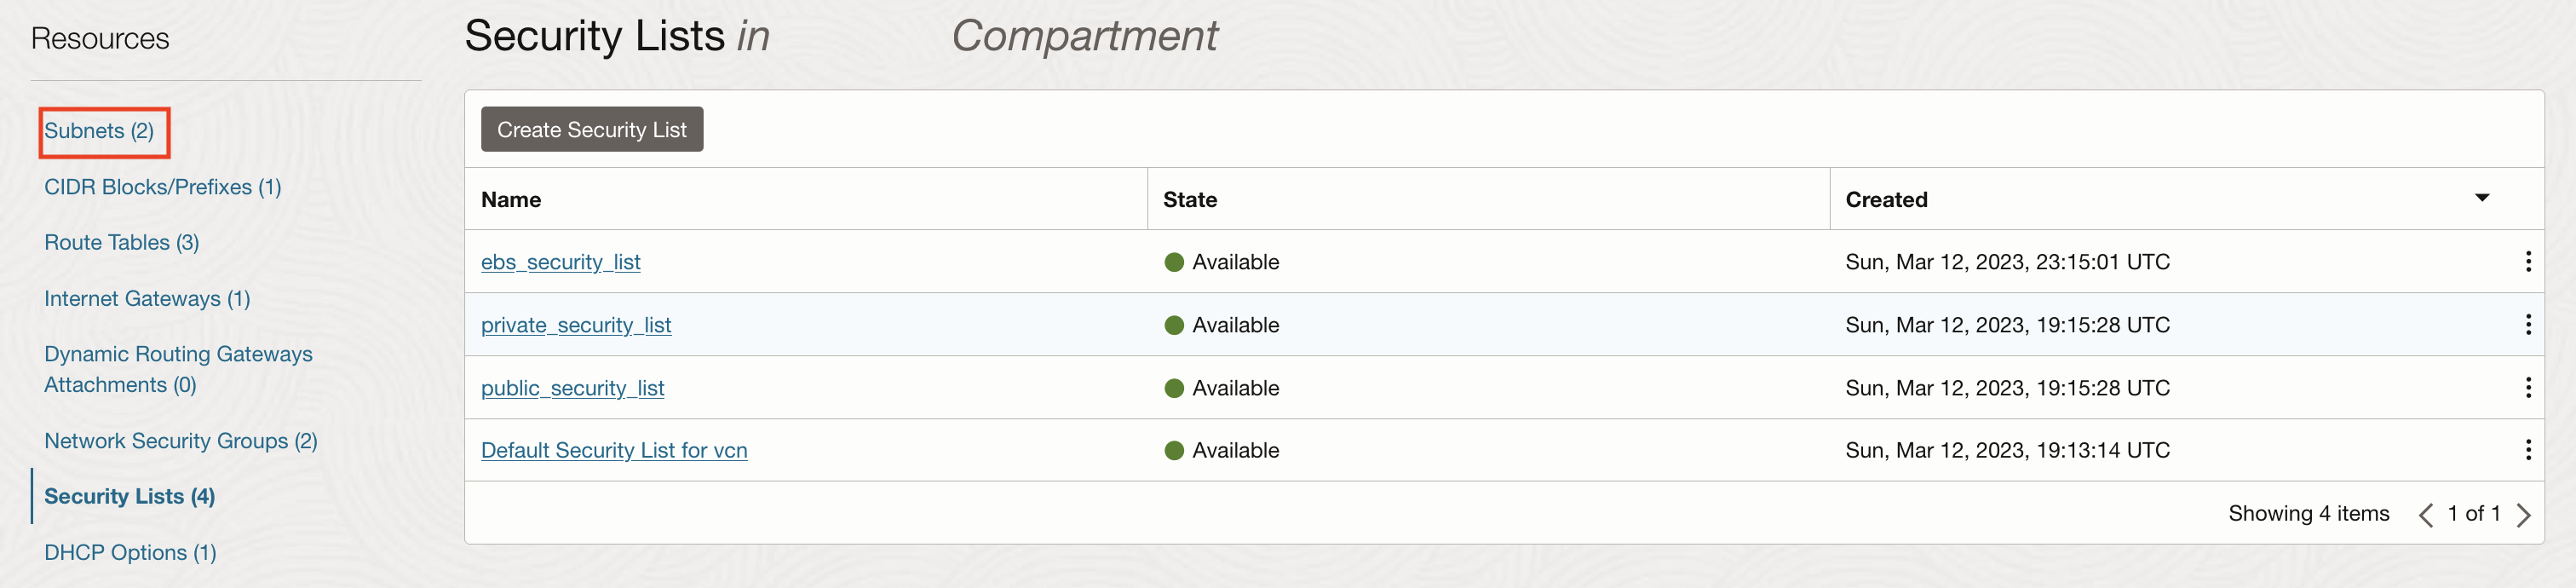 Resources
Subnets (2)
CIDR Blocks/Prefixes (1)
Route Tables (3)
Internet Gateways (1)
Dynamic Routing Gateways
Attachments (0)
Network Security Groups (2)
Security Lists (4)
DHCP Options (1)
Security Lists in Compartment
Create Security List
Name State Created
ebs_security_list Available Sun, Mar 12, 2023, 23:15:01 UTC
private_security_list Available Sun, Mar 12, 2023, 19:15:28 UTC
public_security_list Available Sun, Mar 12, 2023, 19:15:28 UTC
Default Security List for vcn Available Sun, Mar 12, 2023, 19:13:14 UTC
Showing 4 items 1 of 1